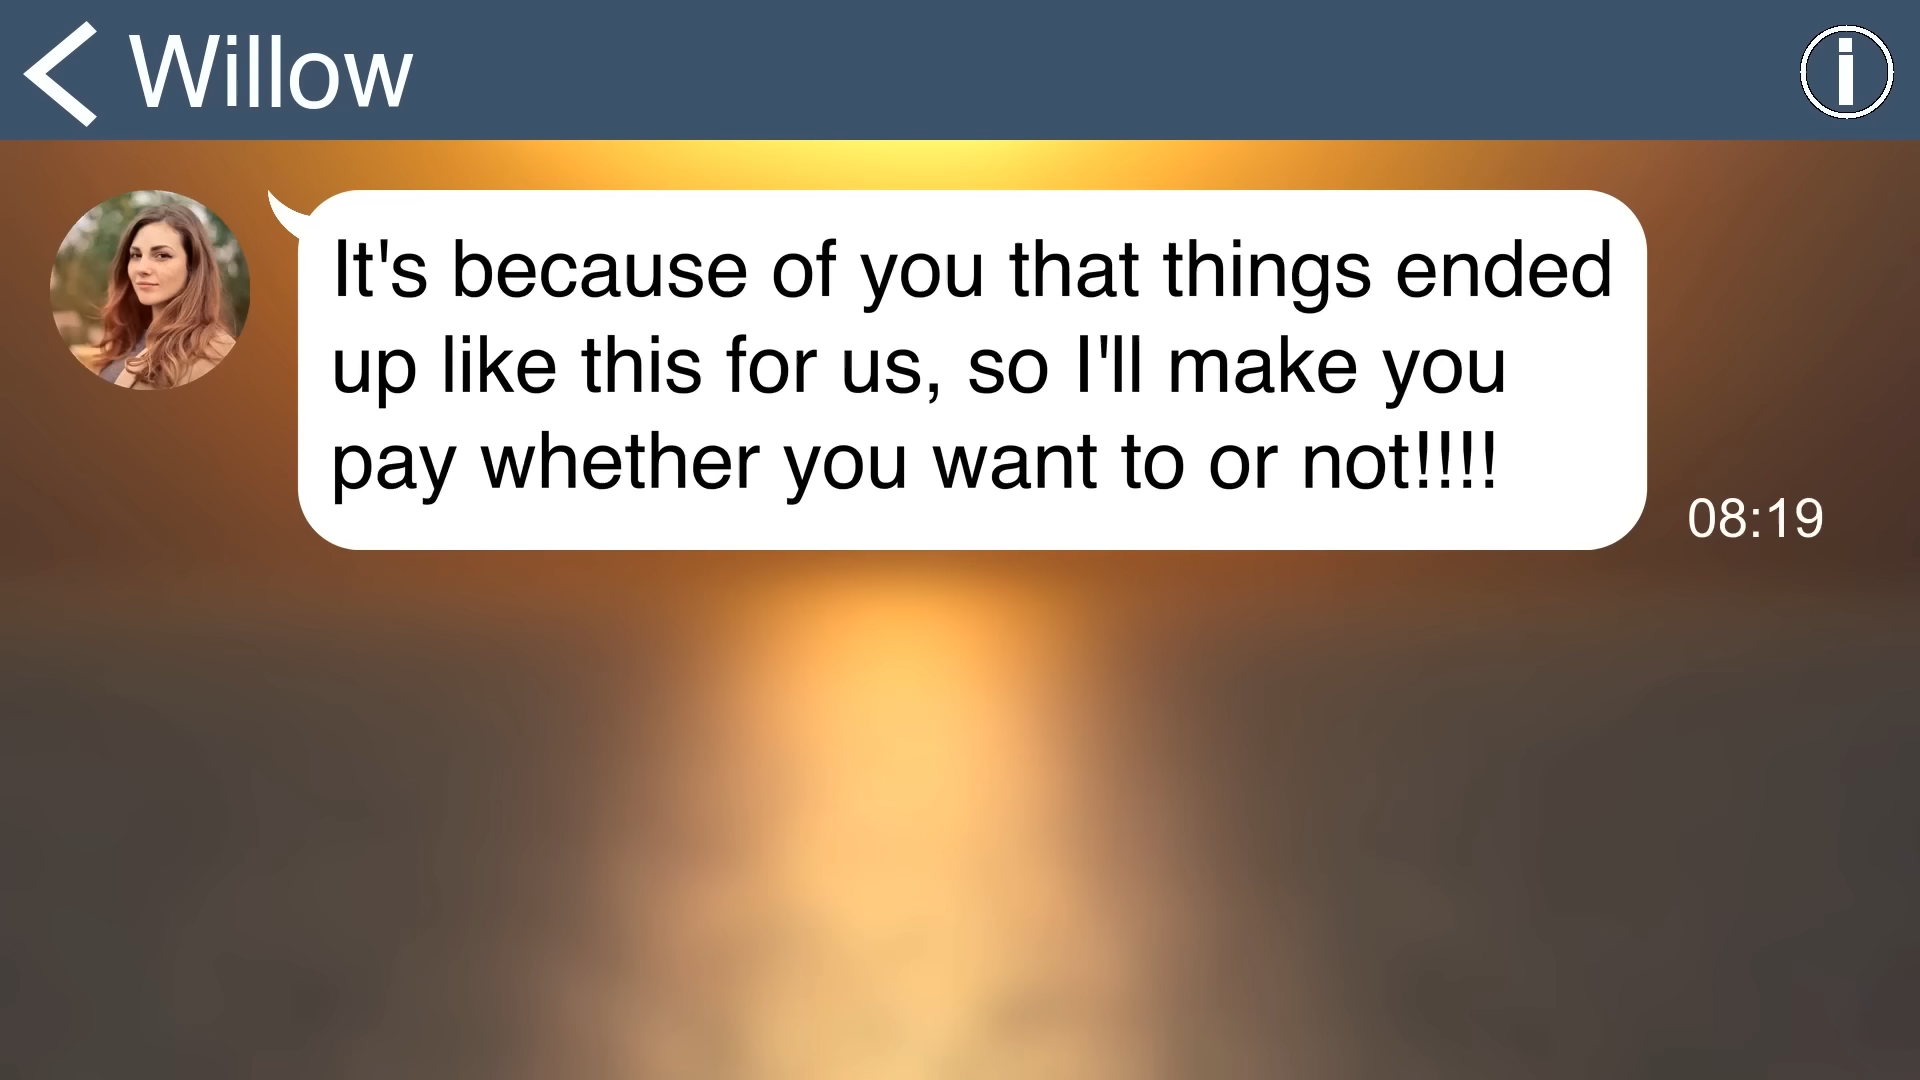 Willow
It's because of you that things ended
up like this for us, so I'll make you
pay whether you want to or not!!!!
08:19